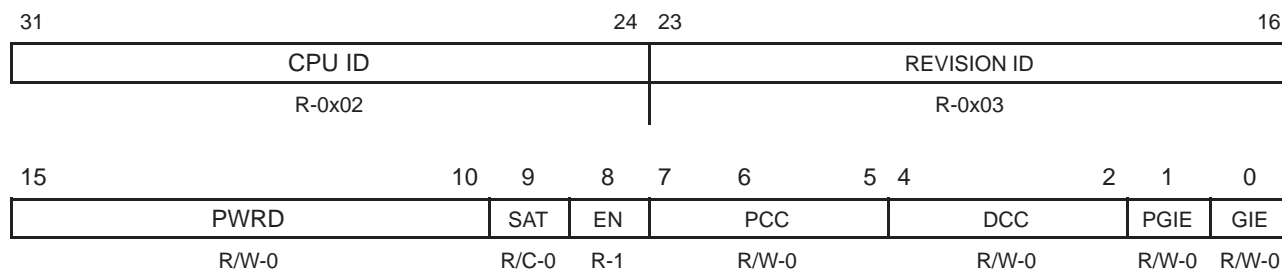 31 24 23 16
CPU ID REVISION ID
R-0x02 R-0x03
15 10 9 8 7 6 5 4 2 1 0
PWRD SAT EN PCC DCC PGIE GIE
R/W-0 R/C-0 R-1 R/W-0 R/W-0 R/W-0 R/W-0